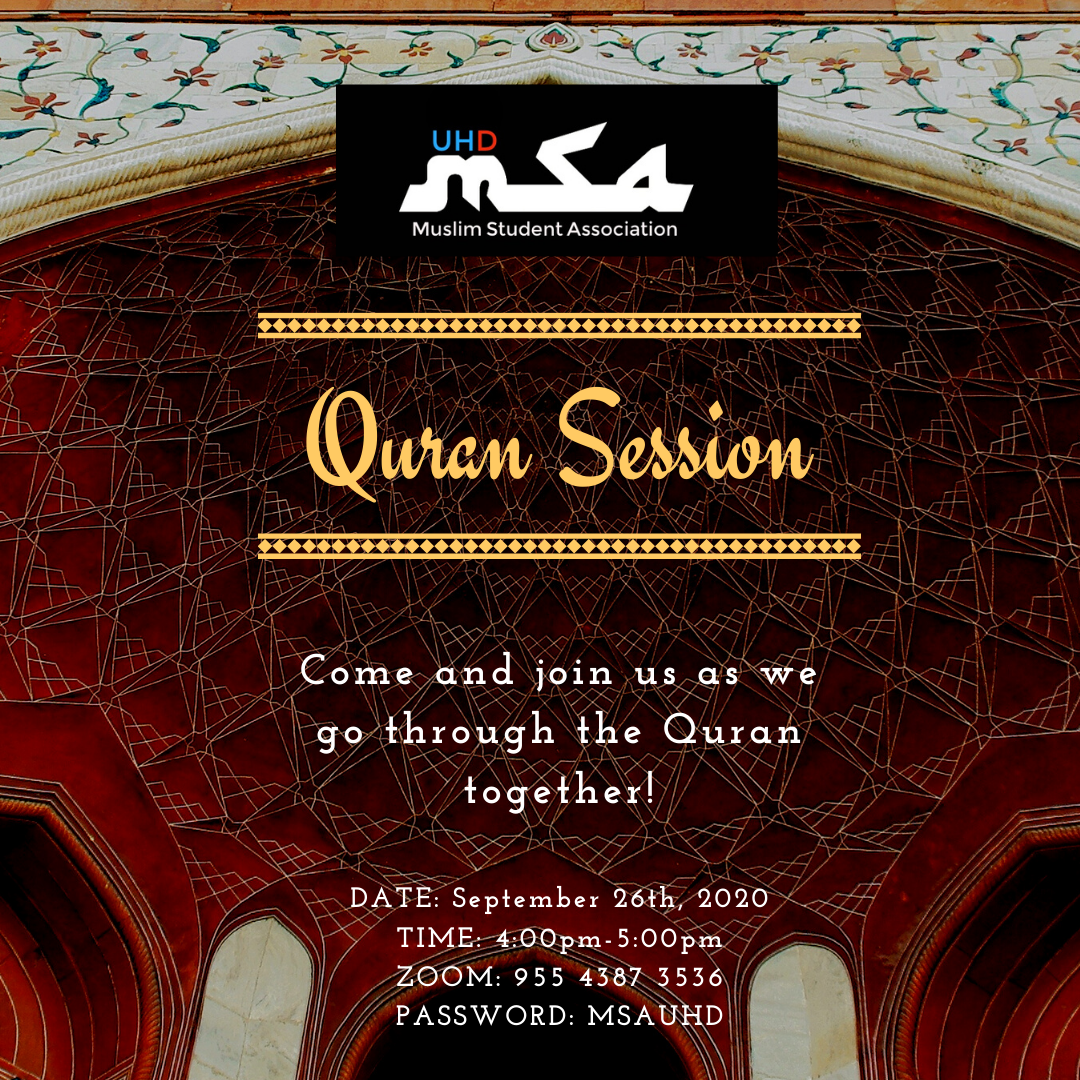 UHD
msa
Muslim Student Association
Quran Session
Come and join us as we
go through the Quran
together!
DATE: September 26th, 2020
TIME: 4:00pm-5:00pm
ZOOM: 955 4387 3536
PASSWORD: MSAUHD